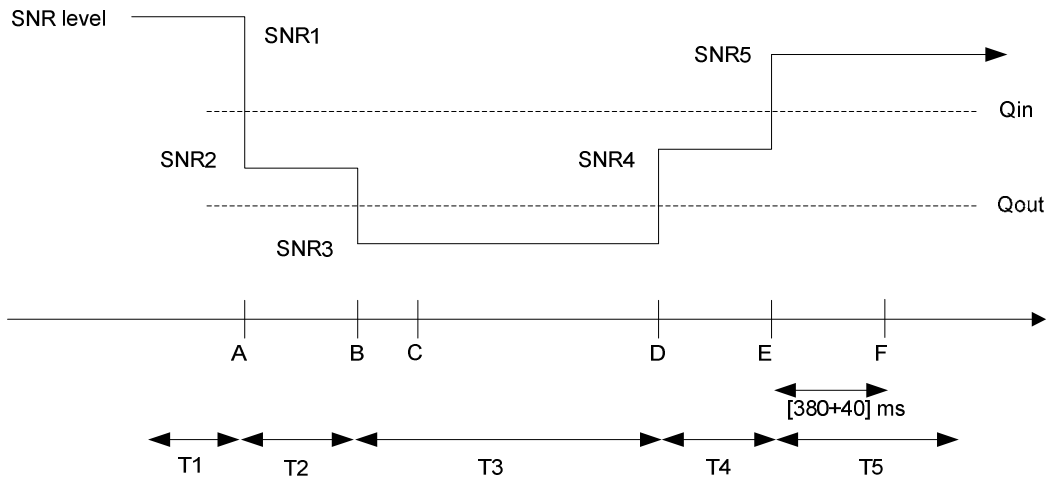 SNR level
SNR1
SNR5
Qin
SNR2
SNR4
Qout
SNR3
A
B
C
D
E
F
[380+40] ms
T1
T2
T3
T4
T5